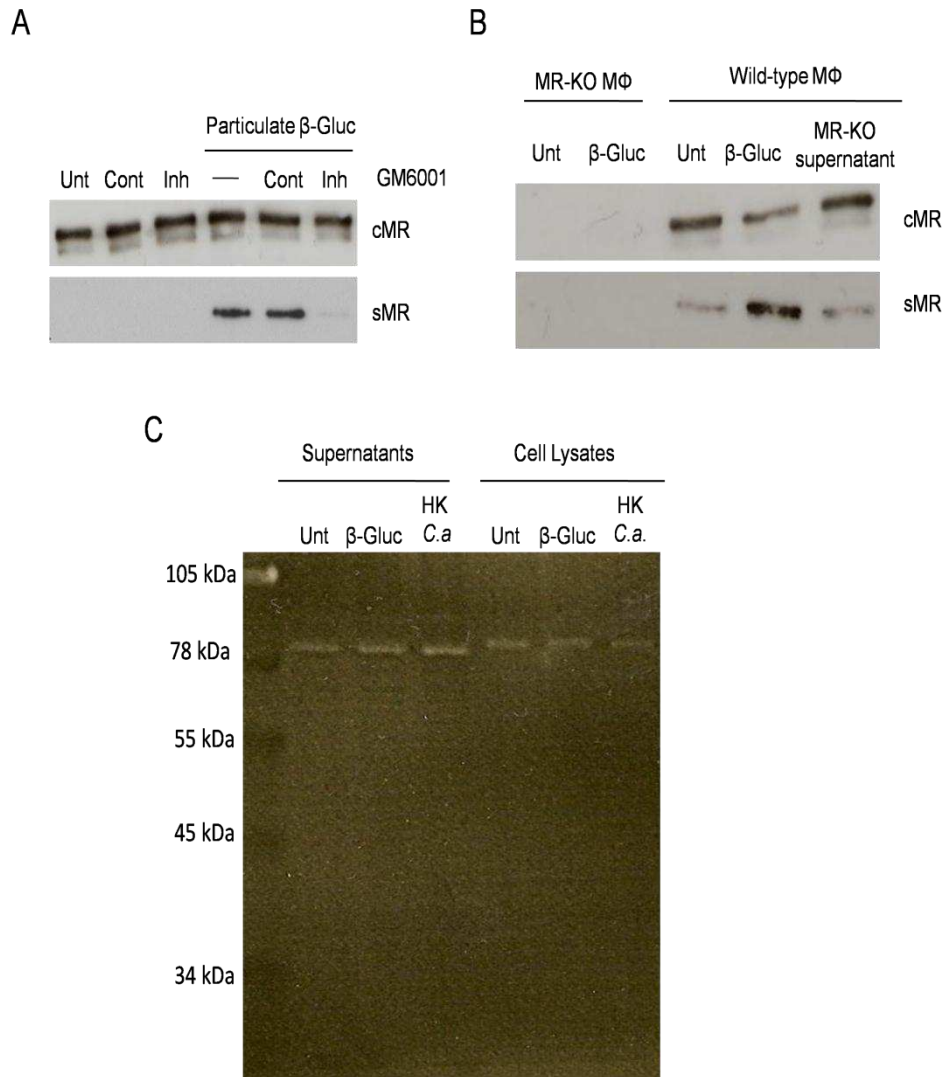 A
Particulate β-Gluc
Unt Cont Inh — Cont Inh GM6001
cMR
sMR
B
MR-KO MΦ Wild-type MΦ
Unt β-Gluc Unt β-Gluc MR-KO supernatant
cMR
sMR
C
Supernatants Cell Lysates
Unt β-Gluc HK C.a Unt β-Gluc HK C.a.
105 kDa
78 kDa
55 kDa
45 kDa
34 kDa